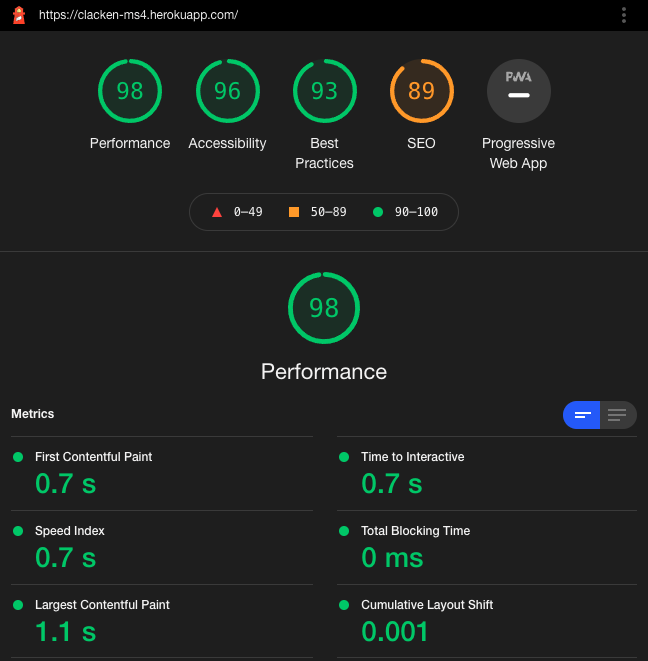 https://clacken-ms4.herokuapp.com/
98 96 93 89 PWA
Performance Accessibility Best Practices SEO Progressive Web App
0–49 50–89 90–100
98
Performance
Metrics
First Contentful Paint
0.7 s
Time to Interactive
0.7 s
Speed Index
0.7 s
Total Blocking Time
0 ms
Largest Contentful Paint
1.1 s
Cumulative Layout Shift
0.001